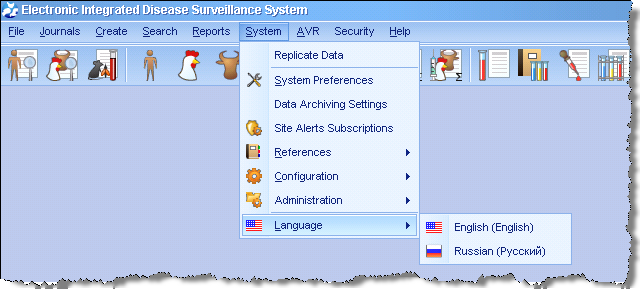 Electronic Integrated Disease Surveillance System
File Journals Create Search Reports System AVR Security Help
Replicate Data
System Preferences
Data Archiving Settings
Site Alerts Subscriptions
References
Configuration
Administration
Language
English (English)
Russian (Русский)